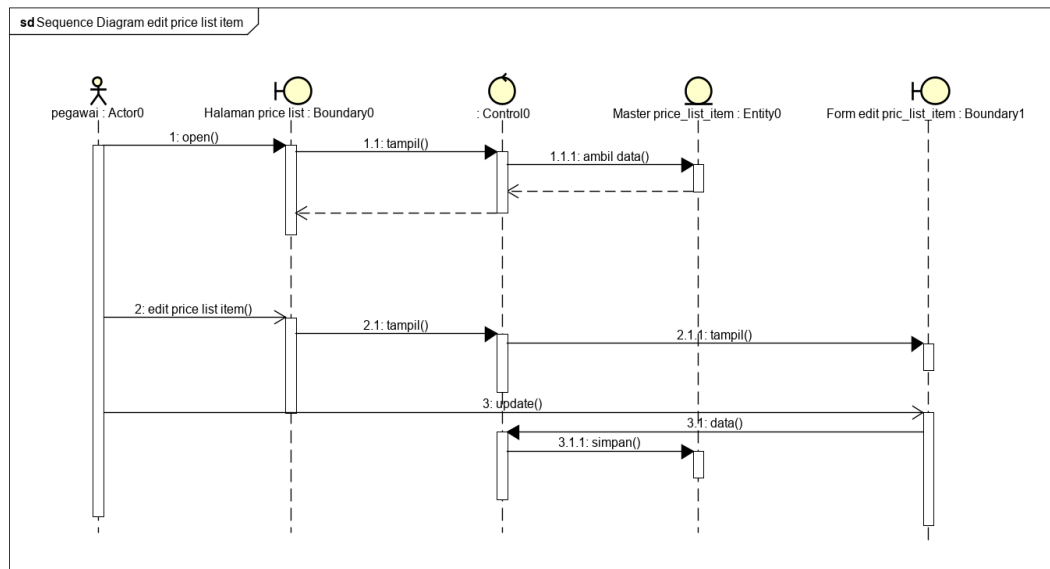 sd Sequence Diagram edit price list item
pegawai : Actor0
Halaman price list : Boundary0
: Control0
Master price_list_item : Entity0
Form edit pric_list_item : Boundary1
1: open()
1.1: tampil()
1.1.1: ambil data()
2: edit price list item()
2.1: tampil()
2.1.1: tampil()
3: update()
3.1: data()
3.1.1: simpan()